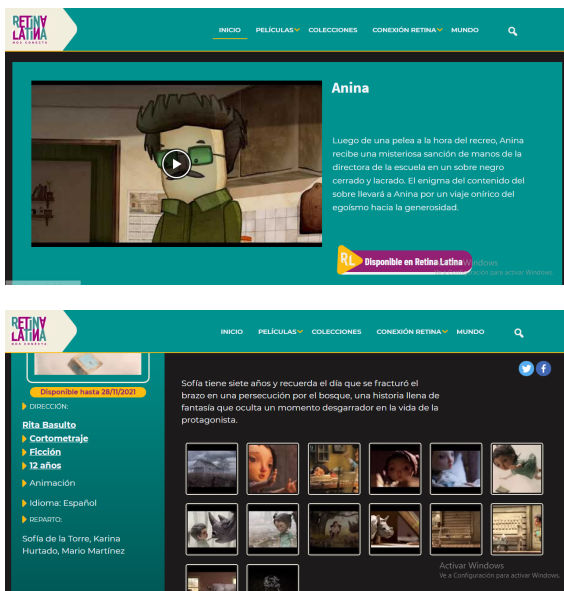 RETINA
LATINA
NOS CONECTA
INICIO PELÍCULAS COLECCIONES CONEXIÓN RETINA MUNDO
Anina
Luego de una pelea a la hora del recreo, Anina
recibe una misteriosa sanción de manos de la
directora de la escuela en un sobre negro
cerrado y lacrado. El enigma del contenido del
sobre llevará a Anina por un viaje onírico del
egoísmo hacia la generosidad.
RL Disponible en Retina Latina
Windows
Ve a Configuración para activar Windows.
RETINA
LATINA
NOS CONECTA
INICIO PELÍCULAS COLECCIONES CONEXIÓN RETINA MUNDO
Disponible hasta 28/11/2021
DIRECCIÓN:
Rita Basulto
Cortometraje
Ficción
12 años
Animación
Idioma: Español
REPARTO:
Sofía de la Torre, Karina
Hurtado, Mario Martínez
Sofía tiene siete años y recuerda el día que se fracturó el
brazo en una persecución por el bosque, una historia llena de
fantasía que oculta un momento desgarrador en la vida de la
protagonista.
Activar Windows
Ve a Configuración para activar Windows.